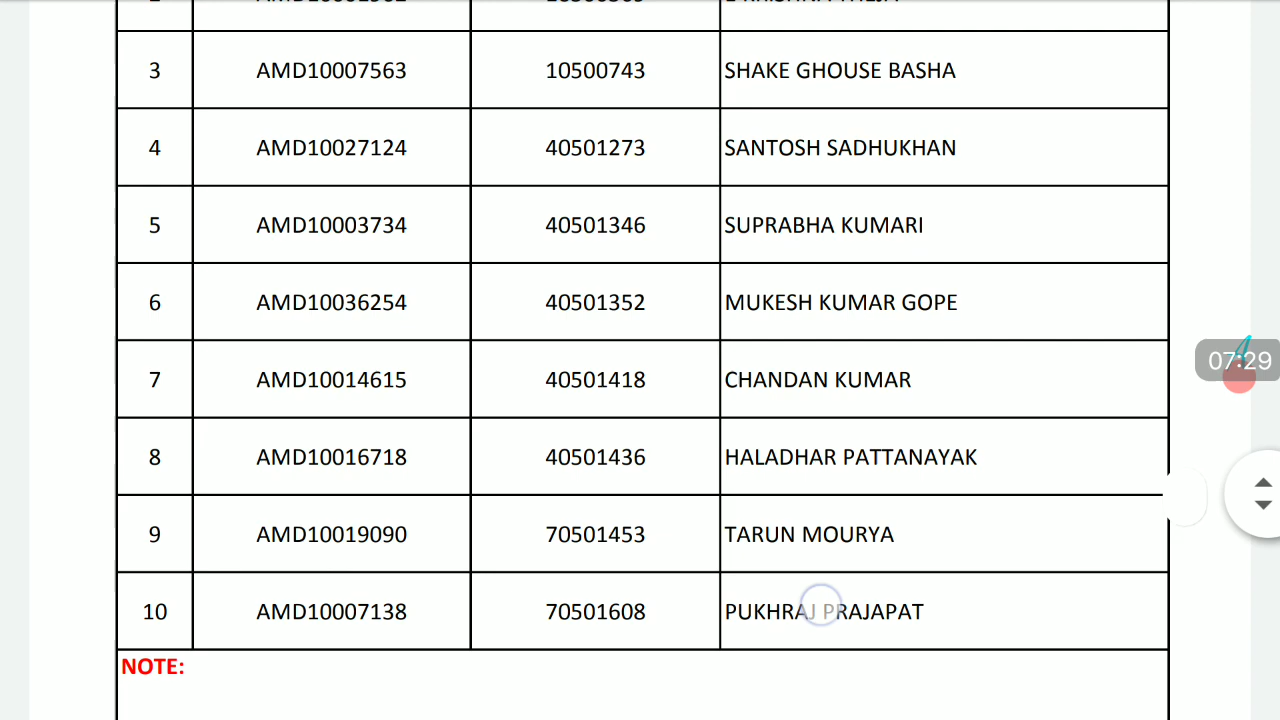 3 AMD10007563 10500743 SHAKE GHOUSE BASHA
4 AMD10027124 40501273 SANTOSH SADHUKHAN
5 AMD10003734 40501346 SUPRABHA KUMARI
6 AMD10036254 40501352 MUKESH KUMAR GOPE
7 AMD10014615 40501418 CHANDAN KUMAR
8 AMD10016718 40501436 HALADHAR PATTANAYAK
9 AMD10019090 70501453 TARUN MOURYA
10 AMD10007138 70501608 PUKHRAJ PRAJAPAT
NOTE:
07:29